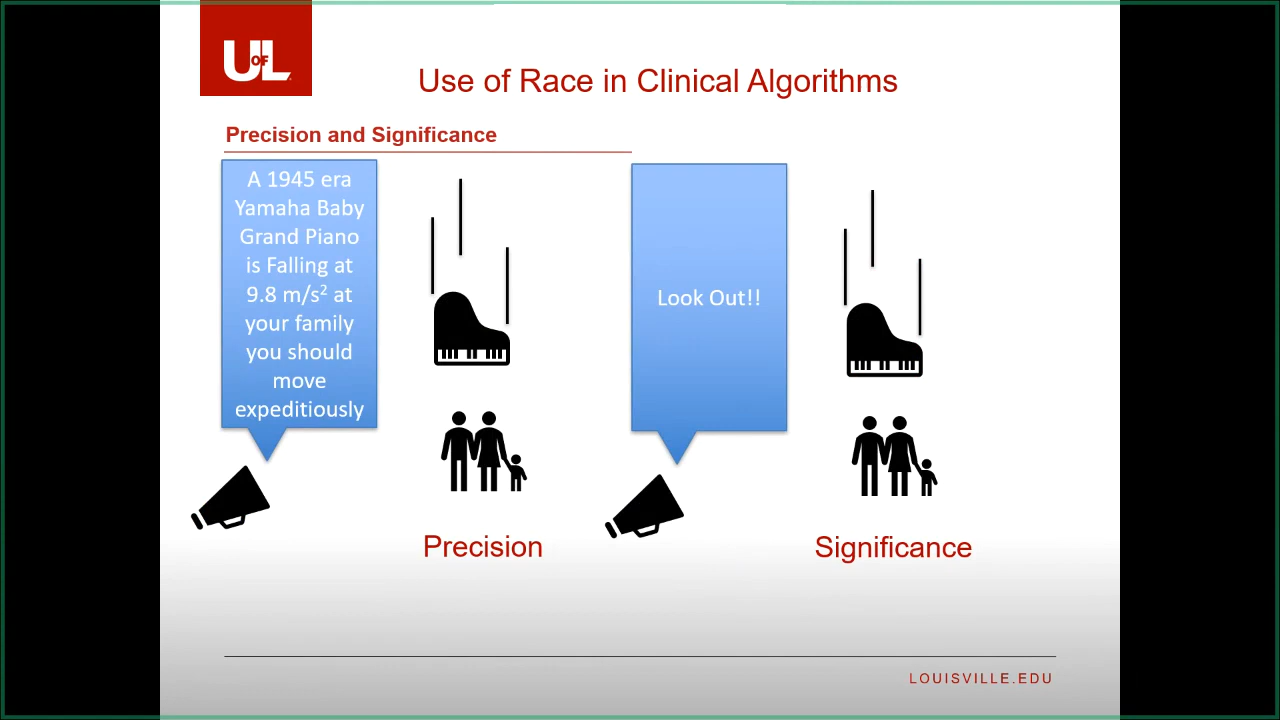 U OF L
Use of Race in Clinical Algorithms
Precision and Significance
A 1945 era
Yamaha Baby
Grand Piano
is Falling at
9.8 m/s² at
your family
you should
move
expeditiously
Look Out!!
Precision
Significance
LOUISVILLE.EDU